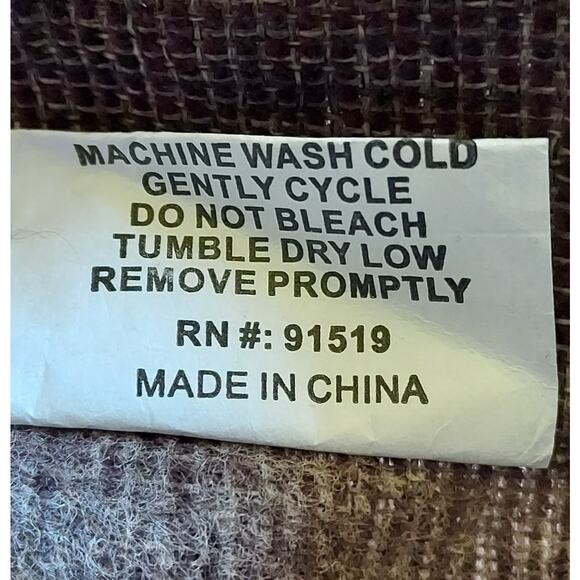 MACHINE WASH COLD
GENTLY CYCLE
DO NOT BLEACH
TUMBLE DRY LOW
REMOVE PROMPTLY
RN #: 91519
MADE IN CHINA